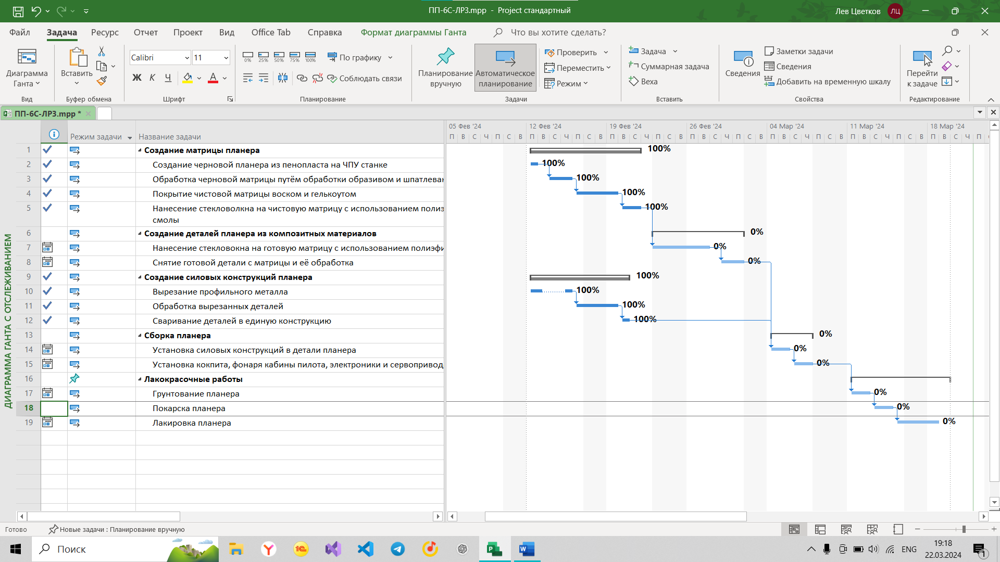 ПП-6С-ЛР3.mpp - Project стандартный
Лев Цветков
ЛЦ
Файл
Задача
Ресурс
Отчет
Проект
Вид
Office Tab
Справка
Формат диаграммы Ганта
Что вы хотите сделать?
Диаграмма
Ганта
Вид
Вставить
Буфер обмена
Calibri
11
Ж К Ч
А
Шрифт
0% 25% 50% 75% 100%
По графику
Соблюдать связи
Планирование
Планирование
вручную
Автоматическое
планирование
Проверить
Переместить
Режим
Задачи
Задача
Суммарная задача
Веха
Вставить
Сведения
Заметки задачи
Сведения
Добавить на временную шкалу
Свойства
Перейти
к задаче
Редактирование
ПП-6С-ЛР3.mpp *
Режим задачи
Название задачи
05 Фев '24
12 Фев '24
19 Фев '24
26 Фев '24
04 Мар '24
11 Мар '24
18 Мар '24
П В С Ч П С В П В С Ч П С В П В С Ч П С В П В С Ч П С В П В С Ч П С В П В С Ч П С В П В С Ч П
ДИАГРАММА ГАНТА С ОТСЛЕЖИВАНИЕМ
1 Создание матрицы планера 100%
2 Создание черновой планера из пенопласта на ЧПУ станке 100%
3 Обработка черновой матрицы путём обработки образивом и шпатлеван 100%
4 Покрытие чистовой матрицы воском и гелькоутом 100%
5 Нанесение стекловолкна на чистовую матрицу с использованием полиэ 100%
смолы
6 Создание деталей планера из композитных материалов 0%
7 Нанесение стекловокна на готовую матрицу с использованием полиэфи 0%
8 Снятие готовой детали с матрицы и её обработка 0%
9 Создание силовых конструкций планера 100%
10 Вырезание профильного металла 100%
11 Обработка вырезанных деталей 100%
12 Сваривание деталей в единую конструкцию 100%
13 Сборка планера 0%
14 Установка силовых конструкций в детали планера 0%
15 Установка кокпита, фонаря кабины пилота, электроники и сервопривод 0%
16 Лакокрасочные работы
17 Грунтование планера 0%
18 Покарска планера 0%
19 Лакировка планера 0%
Готово
Новые задачи : Планирование вручную
Поиск
ENG
19:18
22.03.2024
1